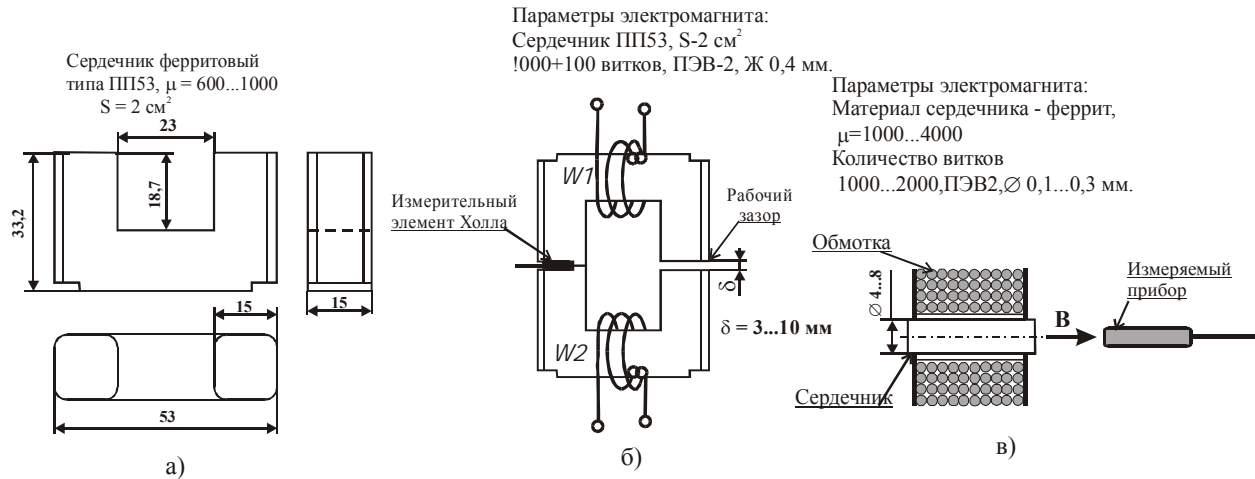 Параметры электромагнита:
Сердечник ПП53, S-2 см²
!000+100 витков, ПЭВ-2, Ж 0,4 мм.
Сердечник ферритовый
типа ПП53, μ = 600...1000
S = 2 см²
23
18,7
33,2
15
15
53
а)
W1
Измерительный
элемент Холла
Рабочий
зазор
δ
δ = 3...10 мм
W2
б)
Параметры электромагнита:
Материал сердечника - феррит,
μ=1000...4000
Количество витков
1000...2000,ПЭВ2,∅ 0,1...0,3 мм.
Обмотка
Измеряемый
прибор
∅ 4...8
В
Сердечник
в)